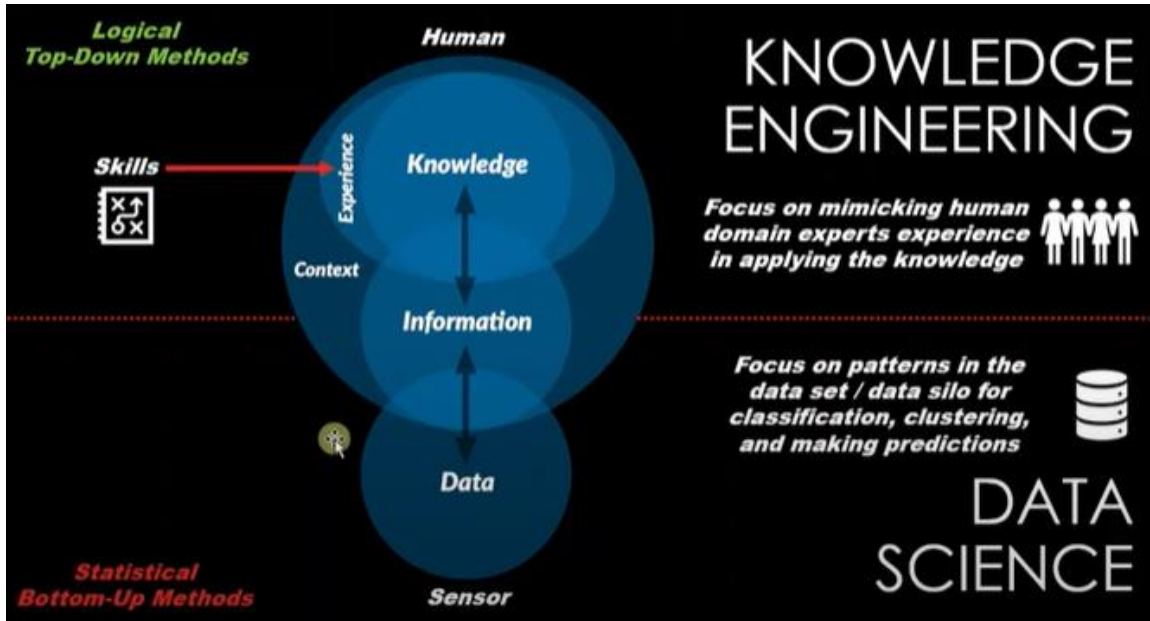 Logical
Top-Down Methods
Human
KNOWLEDGE
ENGINEERING
Skills
Experience
Knowledge
Focus on mimicking human
domain experts experience
in applying the knowledge
Context
Information
Focus on patterns in the
data set / data silo for
classification, clustering,
and making predictions
Data
DATA
SCIENCE
Statistical
Bottom-Up Methods
Sensor